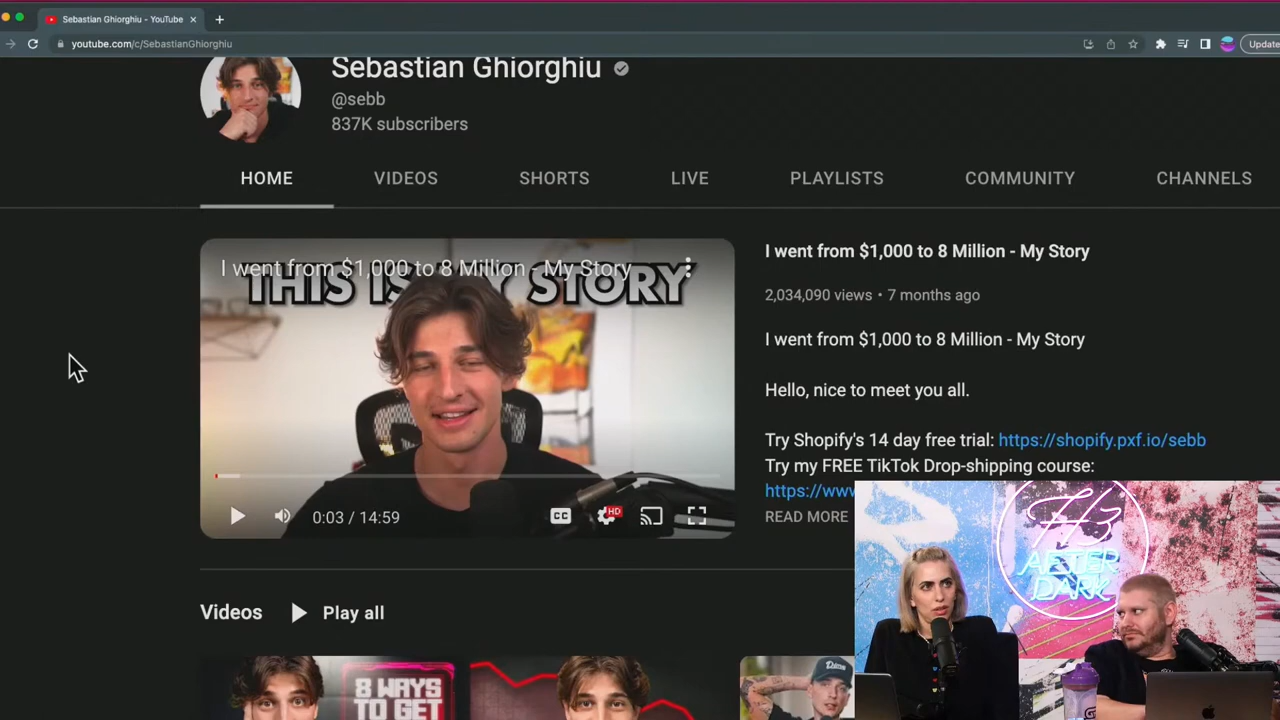 Sebastian Ghiorghiu - YouTube
youtube.com/c/SebastianGhiorghiu
Update
Sebastian Ghiorghiu
@sebb
837K subscribers
HOME
VIDEOS
SHORTS
LIVE
PLAYLISTS
COMMUNITY
CHANNELS
I went from $1,000 to 8 Million - My Story
THIS IS MY STORY
0:03 / 14:59
CC
HD
I went from $1,000 to 8 Million - My Story
2,034,090 views • 7 months ago
I went from $1,000 to 8 Million - My Story
Hello, nice to meet you all.
Try Shopify's 14 day free trial: https://shopify.pxf.io/sebb
Try my FREE TikTok Drop-shipping course:
https://www
READ MORE
Videos
Play all
8 WAYS
TO GET
H3
AFTER
DARK